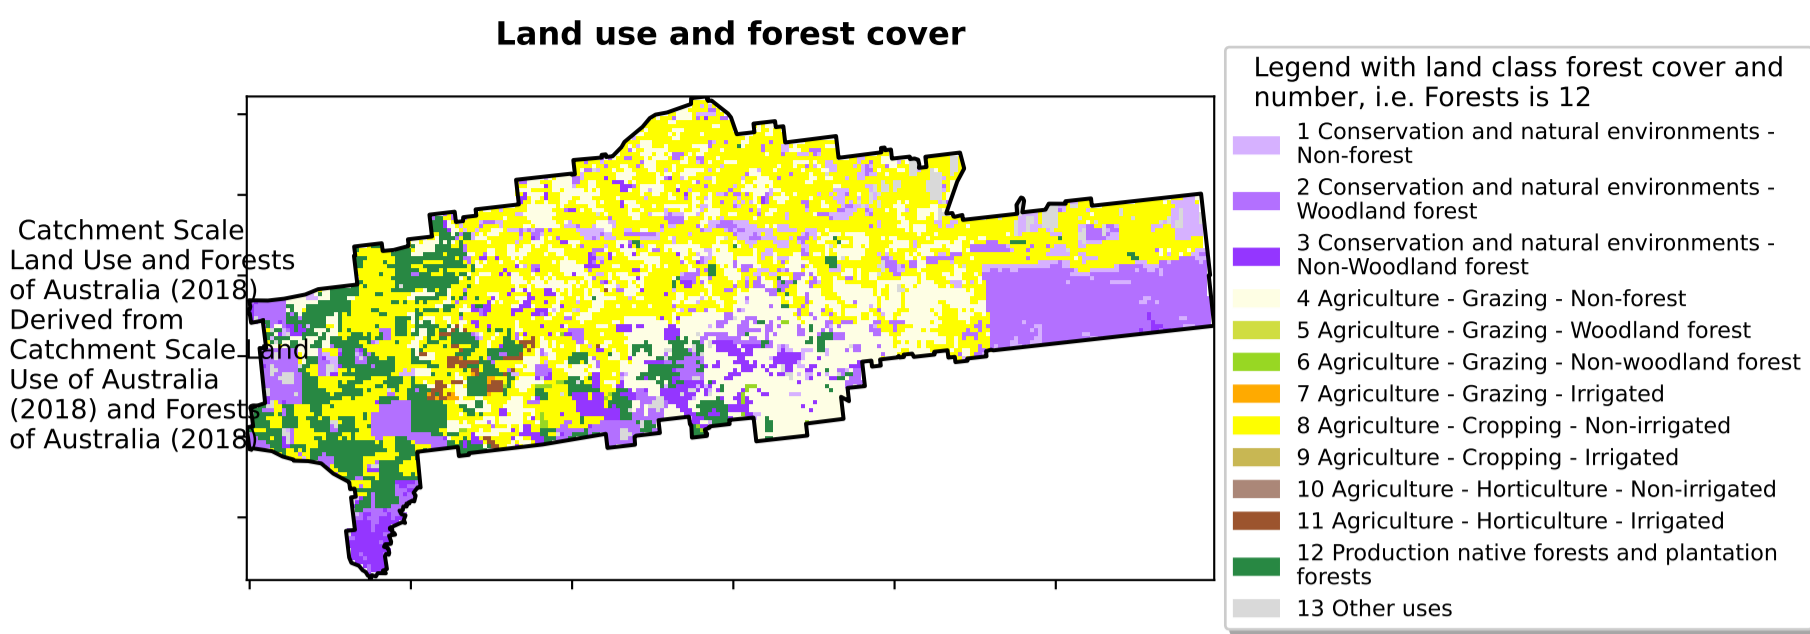 Land use and forest cover
Catchment Scale
Land Use and Forests
of Australia (2018)
Derived from
Catchment Scale Land
Use of Australia
(2018) and Forests
of Australia (2018)
Legend with land class forest cover and
number, i.e. Forests is 12
1 Conservation and natural environments -
Non-forest
2 Conservation and natural environments -
Woodland forest
3 Conservation and natural environments -
Non-Woodland forest
4 Agriculture - Grazing - Non-forest
5 Agriculture - Grazing - Woodland forest
6 Agriculture - Grazing - Non-woodland forest
7 Agriculture - Grazing - Irrigated
8 Agriculture - Cropping - Non-irrigated
9 Agriculture - Cropping - Irrigated
10 Agriculture - Horticulture - Non-irrigated
11 Agriculture - Horticulture - Irrigated
12 Production native forests and plantation
forests
13 Other uses